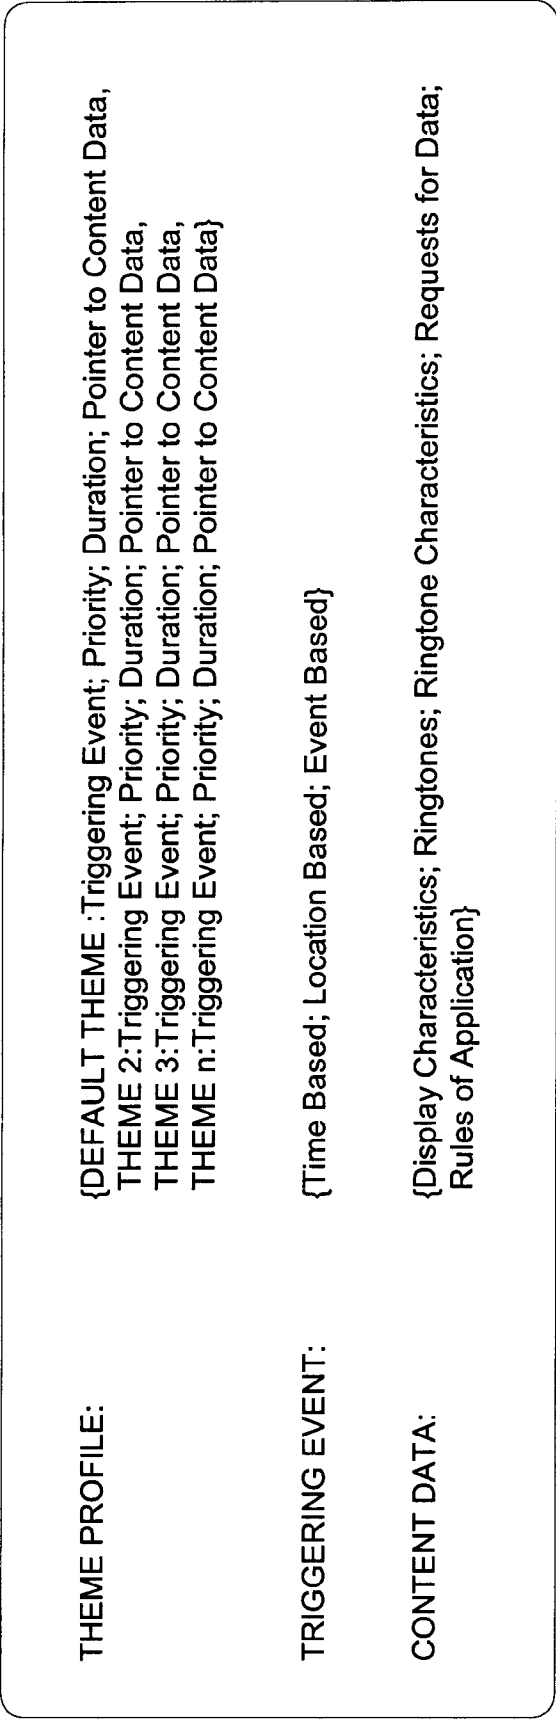 THEME PROFILE: {DEFAULT THEME :Triggering Event; Priority; Duration; Pointer to Content Data,
THEME 2:Triggering Event; Priority; Duration; Pointer to Content Data,
THEME 3:Triggering Event; Priority; Duration; Pointer to Content Data,
THEME n:Triggering Event; Priority; Duration; Pointer to Content Data}
TRIGGERING EVENT: {Time Based; Location Based; Event Based}
CONTENT DATA: {Display Characteristics; Ringtones; Ringtone Characteristics; Requests for Data;
Rules of Application}